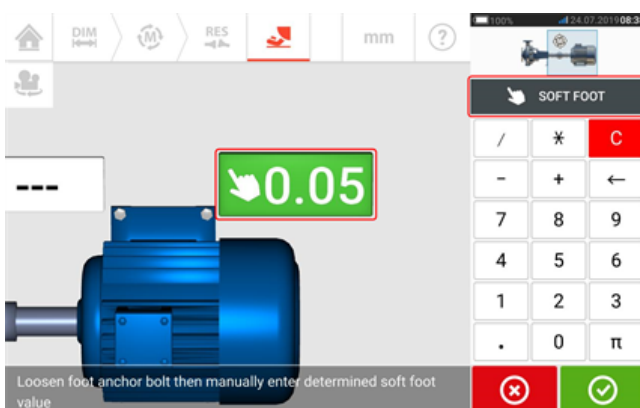 DIM
M
RES
mm
?
100%
24.07.2019 08:3
SOFT FOOT
---
0.05
/ * C
- + ←
7 8 9
4 5 6
1 2 3
. 0 π
Loosen foot anchor bolt then manually enter determined soft foot
value